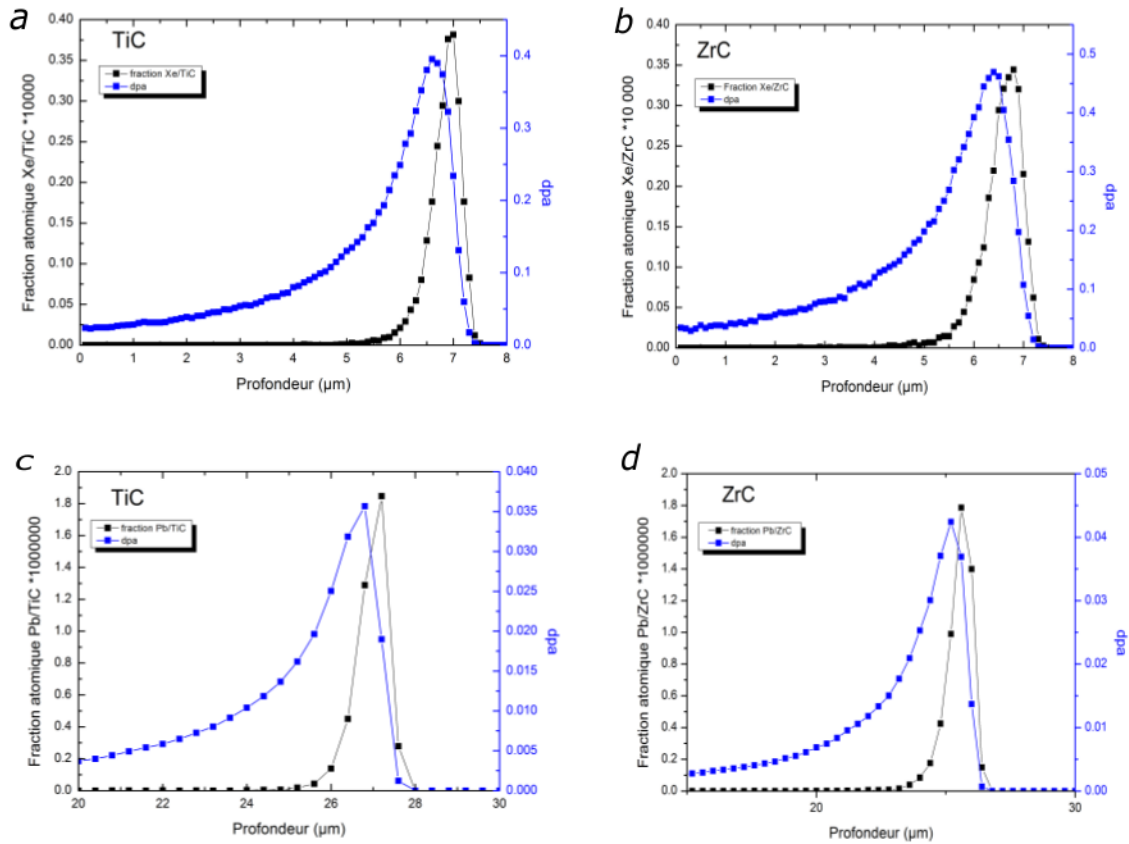 a
TiC
fraction Xe/TiC
dpa
Fraction atomique Xe/TiC *10000
0.40
0.35
0.30
0.25
0.20
0.15
0.10
0.05
0.00
0 1 2 3 4 5 6 7 8
Profondeur (µm)
0.4
0.3
0.2
0.1
0.0
dpa
b
ZrC
Fraction Xe/ZrC
dpa
Fraction atomique Xe/ZrC *10 000
0.40
0.35
0.30
0.25
0.20
0.15
0.10
0.05
0.00
0 1 2 3 4 5 6 7 8
Profondeur (µm)
0.5
0.4
0.3
0.2
0.1
0.0
dpa
c
TiC
fraction Pb/TiC
dpa
Fraction atomique Pb/TiC *1000000
2.0
1.8
1.6
1.4
1.2
1.0
0.8
0.6
0.4
0.2
0.0
20 22 24 26 28 30
Profondeur (µm)
0.040
0.035
0.030
0.025
0.020
0.015
0.010
0.005
0.000
dpa
d
ZrC
fraction Pb/ZrC
dpa
Fraction atomique Pb/ZrC *1000000
2.0
1.8
1.6
1.4
1.2
1.0
0.8
0.6
0.4
0.2
0.0
20 30
Profondeur (µm)
0.05
0.04
0.03
0.02
0.01
0.00
dpa